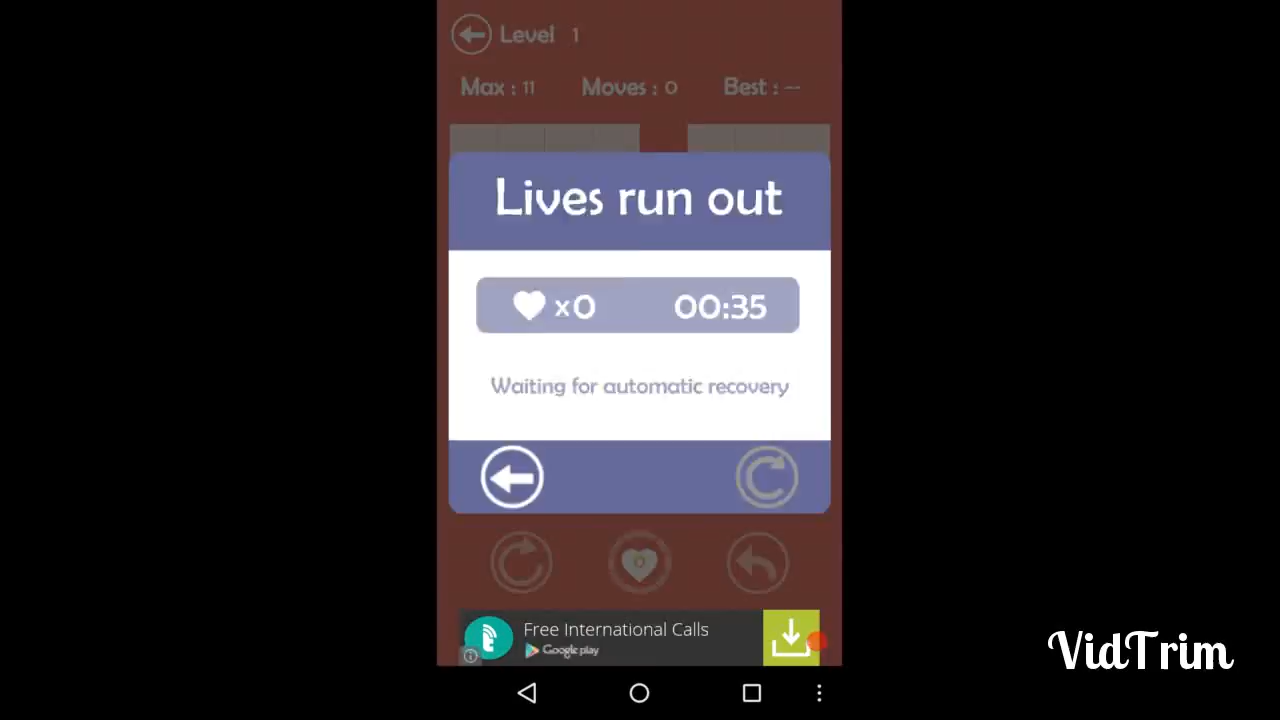 Level 1
Max : 11 Moves : 0 Best : --
Lives run out
x0 00:35
Waiting for automatic recovery
0
Free International Calls
Google play
VidTrim